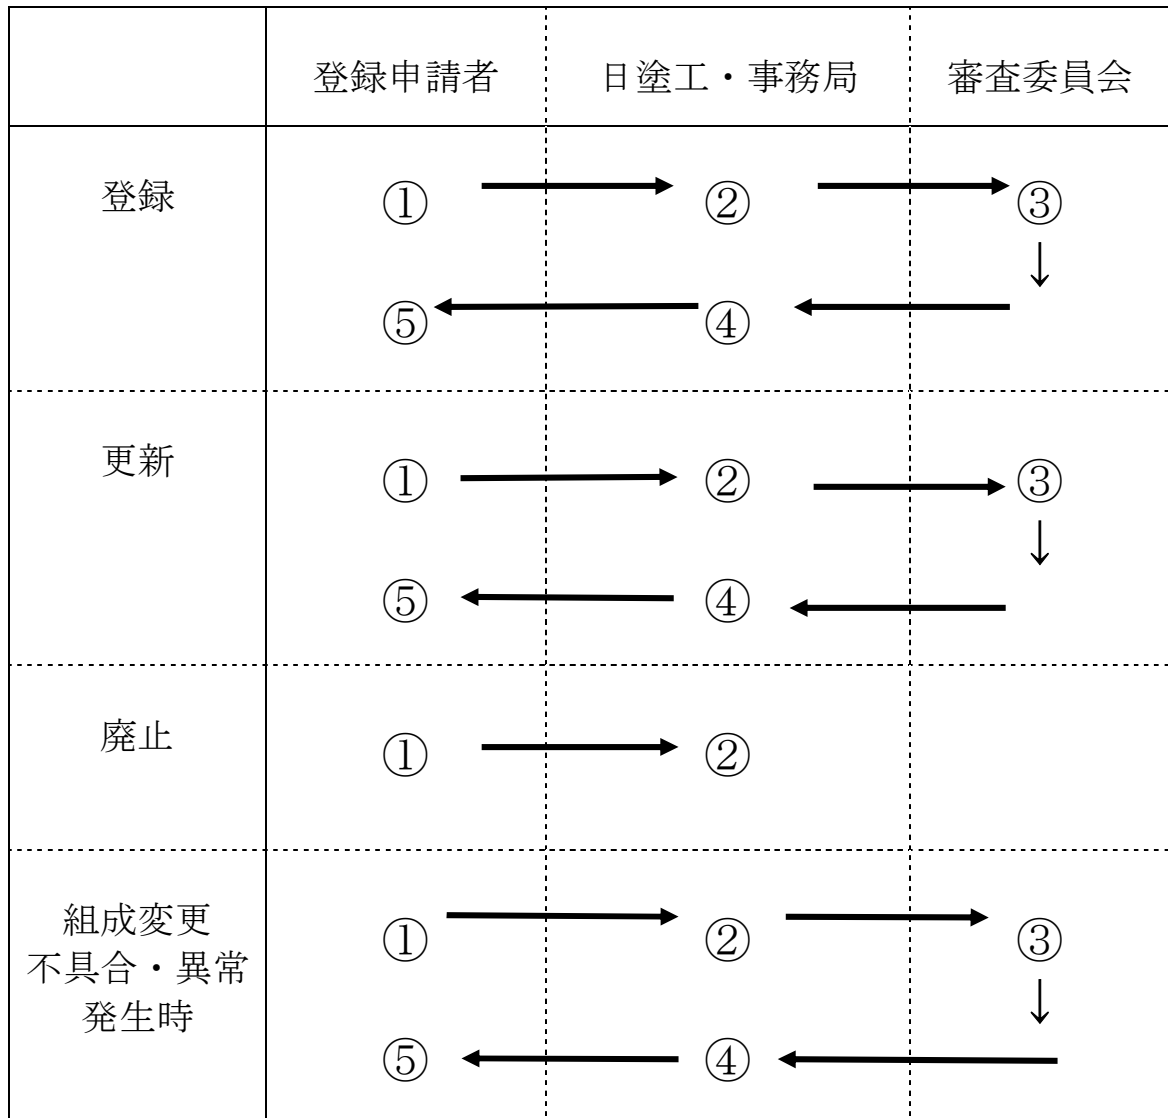 登録申請者 日塗工・事務局 審査委員会
登録 ① ② ③
↓
⑤ ④
更新 ① ② ③
↓
⑤ ④
廃止 ① ②
組成変更 ① ② ③
不具合・異常
発生時 ↓
⑤ ④